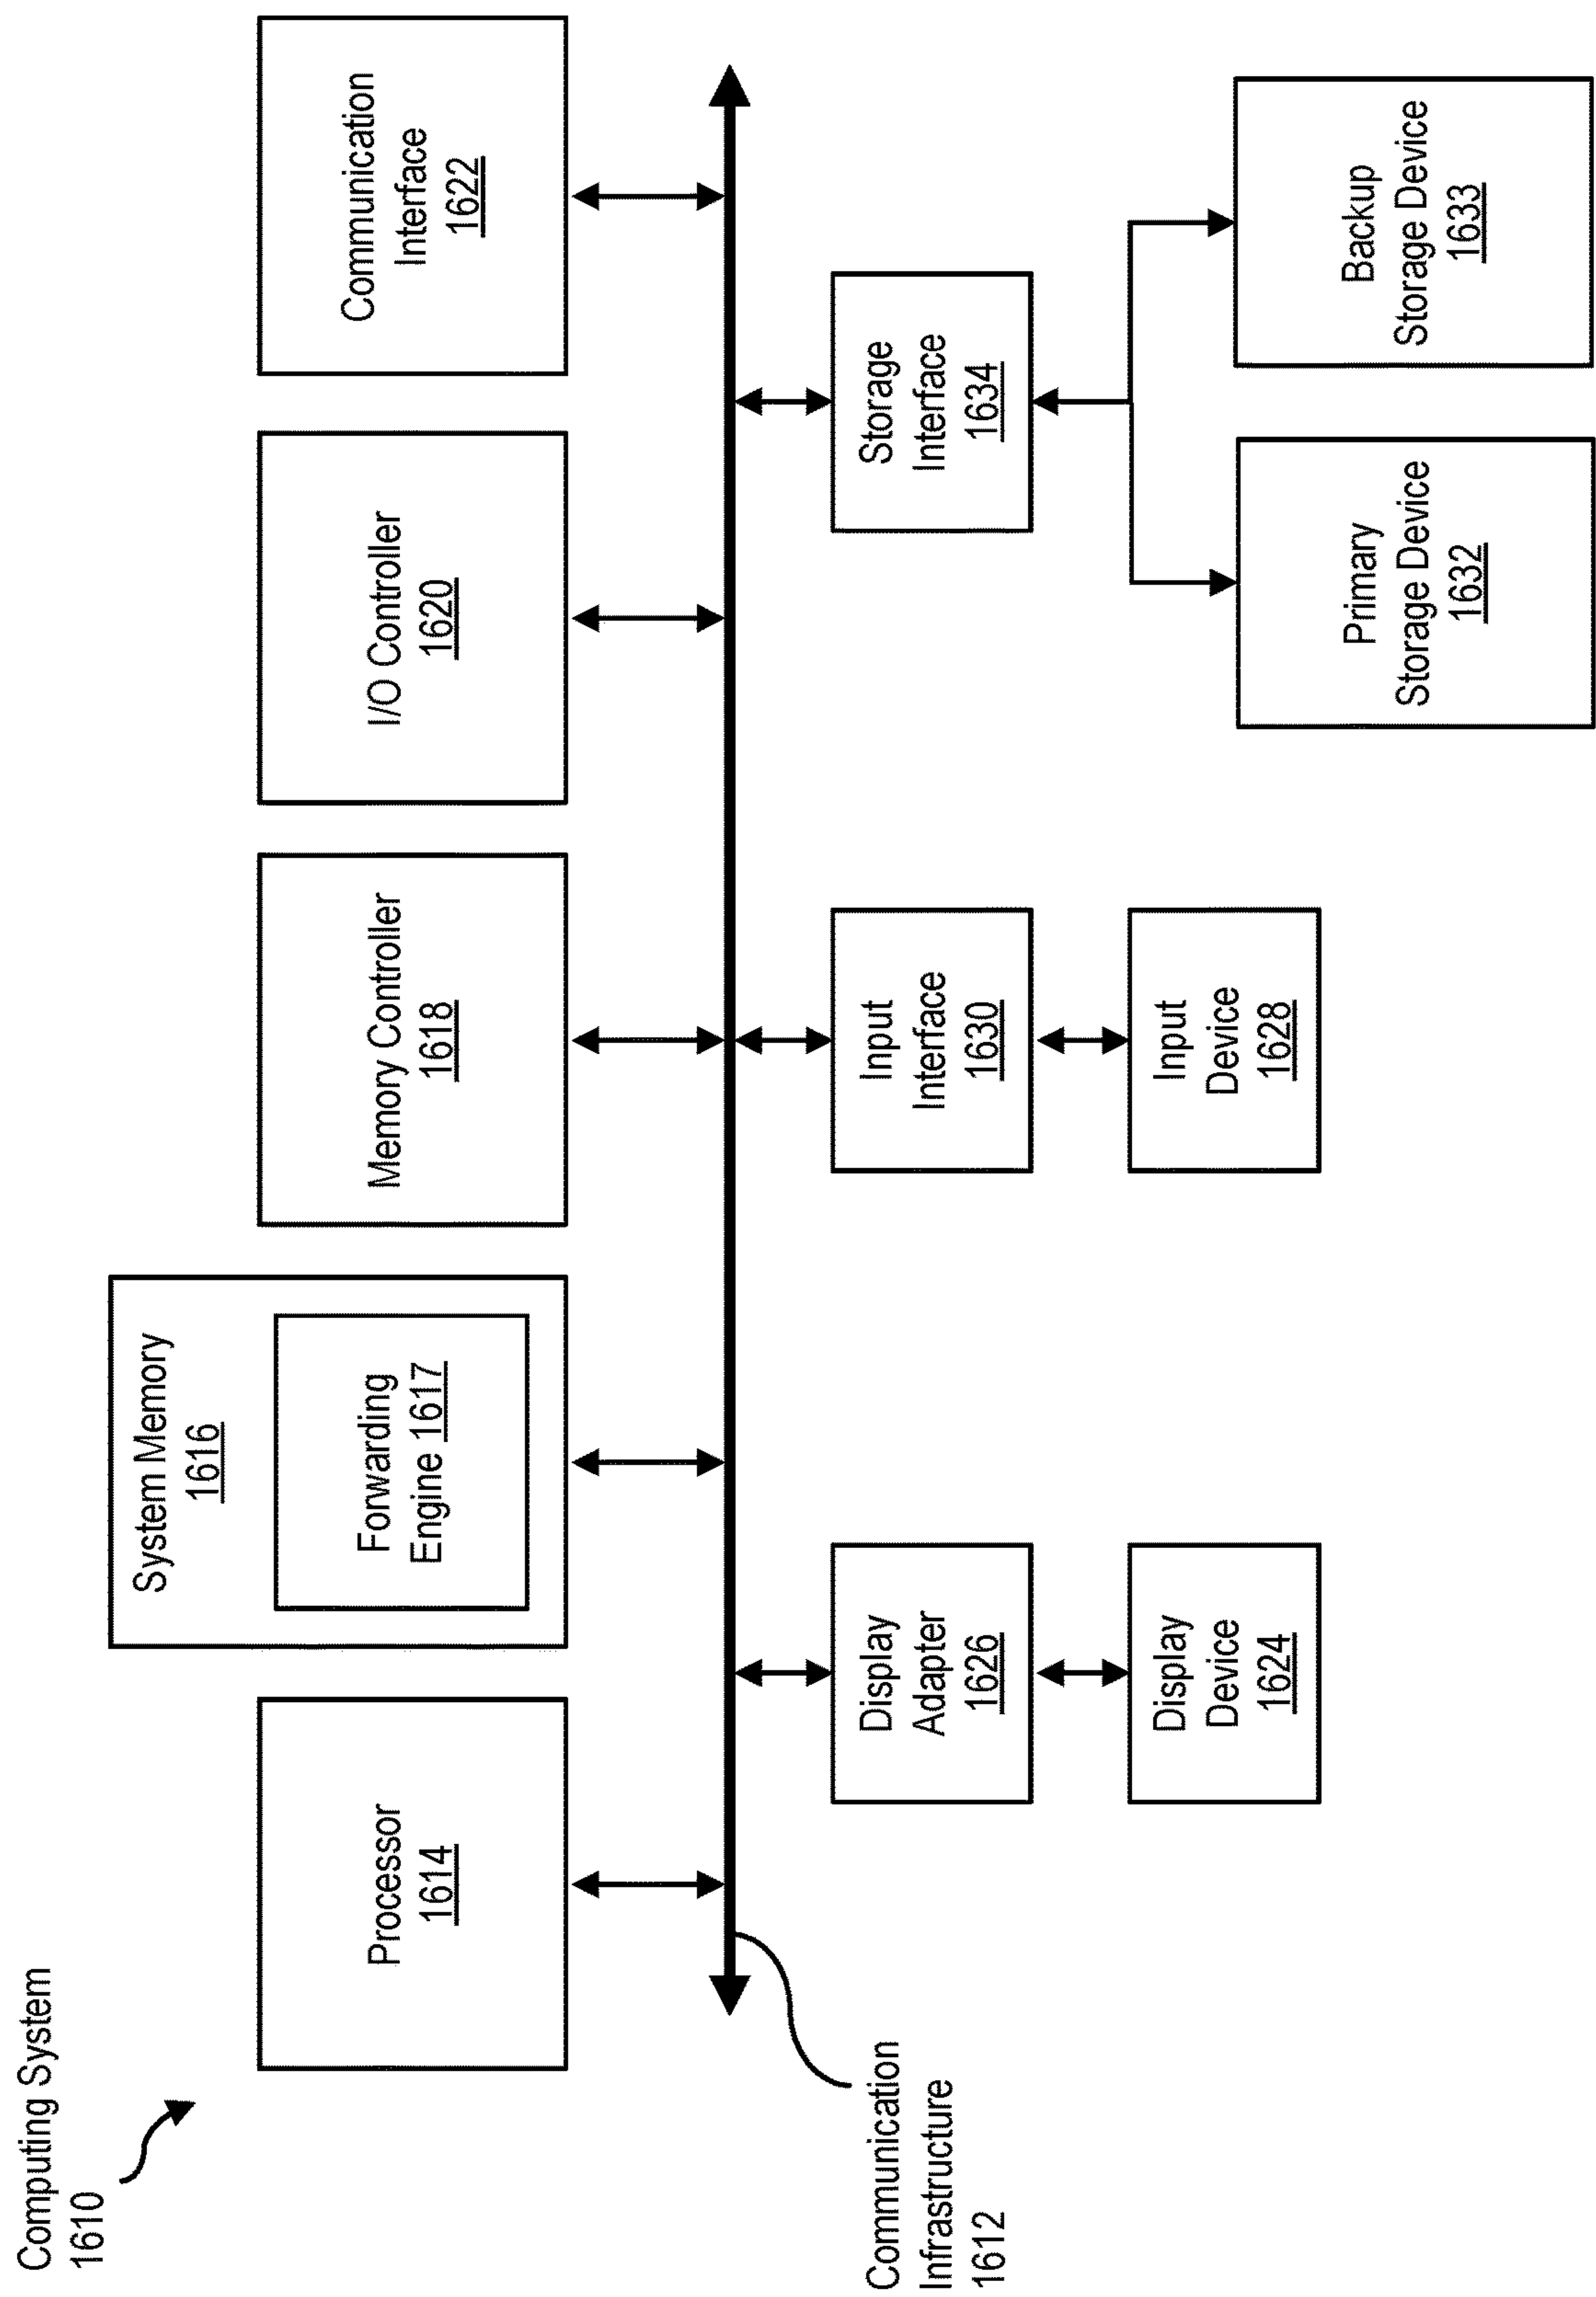 Computing System
1610
Processor
1614
System Memory
1616
Forwarding
Engine 1617
Memory Controller
1618
I/O Controller
1620
Communication
Interface
1622
Communication
Infrastructure
1612
Display
Adapter
1626
Display
Device
1624
Input
Interface
1630
Input
Device
1628
Storage
Interface
1634
Primary
Storage Device
1632
Backup
Storage Device
1633